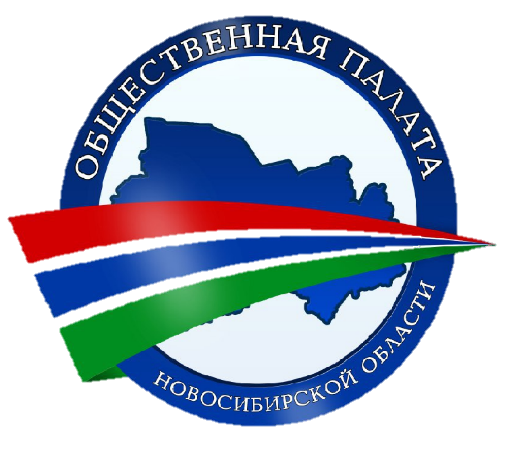 ОБЩЕСТВЕННАЯ ПАЛАТА
НОВОСИБИРСКОЙ ОБЛАСТИ